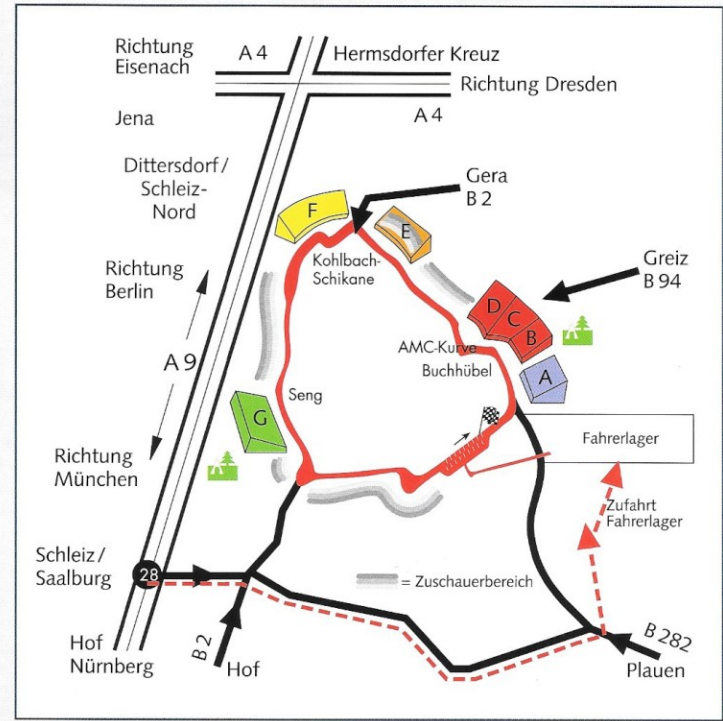 Richtung
Eisenach
A 4
Hermsdorfer Kreuz
Richtung Dresden
A 4
Jena
Dittersdorf/
Schleiz-
Nord
Gera
B 2
F
E
Kohlbach-
Schikane
Greiz
B 94
Richtung
Berlin
D
C
B
A
AMC-Kurve
Buchhübel
A 9
Seng
G
Fahrerlager
Richtung
München
Zufahrt
Fahrerlager
Schleiz/
Saalburg
28
= Zuschauerbereich
Hof
Nürnberg
B 2
Hof
B 282
Plauen